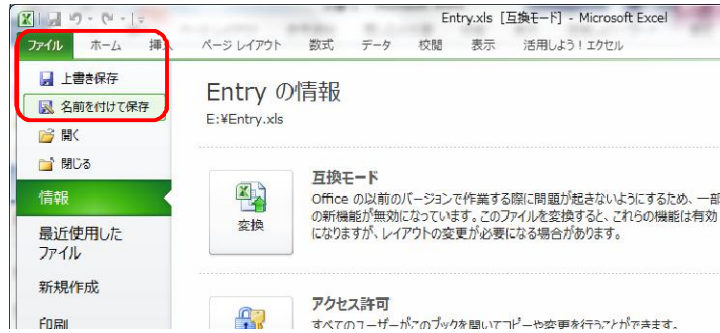 Entry.xls [互換モード] - Microsoft Excel
ファイル ホーム 挿入 ページ レイアウト 数式 データ 校閲 表示 活用しよう！エクセル
上書き保存
名前を付けて保存
開く
閉じる
情報
最近使用した
ファイル
新規作成
印刷
Entry の情報
E:¥Entry.xls
変換
互換モード
Office の以前のバージョンで作業する際に問題が起きないようにするため、一部
の新機能が無効になっています。このファイルを変換すると、これらの機能は有効
になりますが、レイアウトの変更が必要になる場合があります。
アクセス許可
すべてのユーザーがこのブックを開いてコピーや変更を行うことができます。